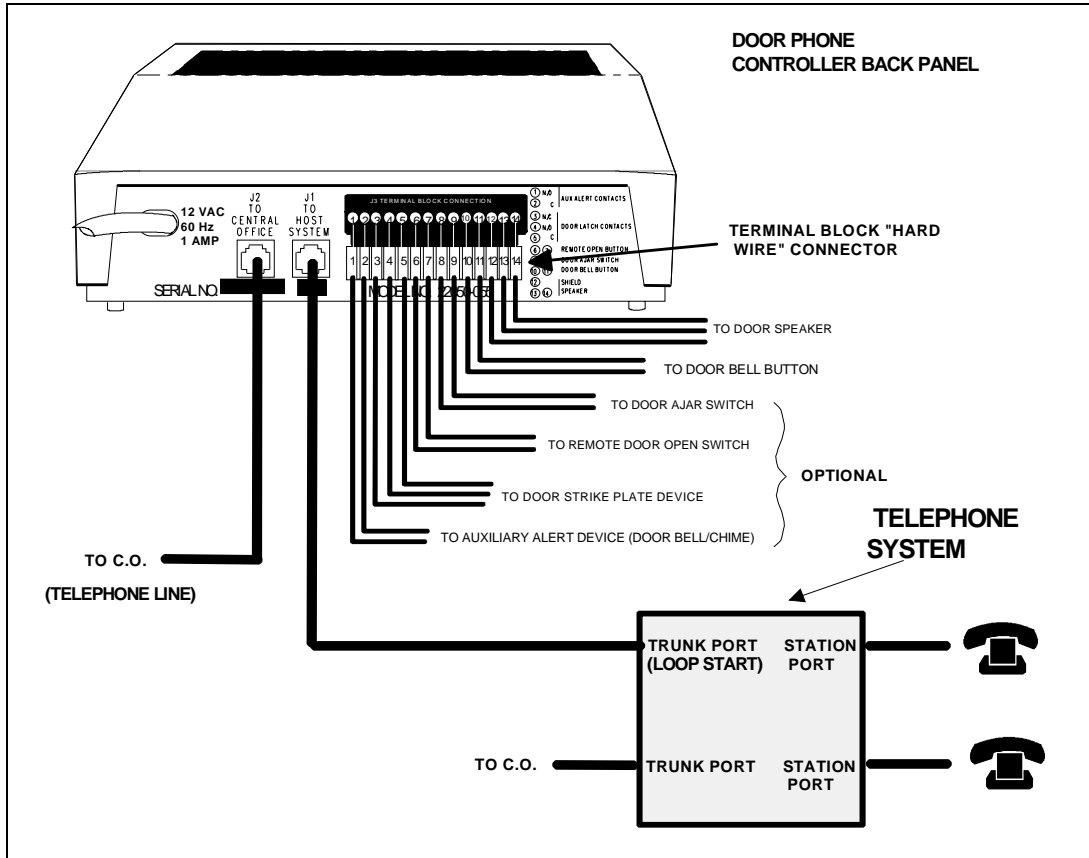 DOOR PHONE
CONTROLLER BACK PANEL
12 VAC
60 Hz
1 AMP
J2
TO
CENTRAL
OFFICE
J1
TO
HOST
SYSTEM
J3 TERMINAL BLOCK CONNECTION
1 2 3 4 5 6 7 8 9 10 11 12 13 14
1 2 3 4 5 6 7 8 9 10 11 12 13 14
1 N/O
2 C
AUX ALERT CONTACTS
3 N/C
4 N/O
5 C
DOOR LATCH CONTACTS
6 REMOTE OPEN BUTTON
DOOR AJAR SWITCH
10 DOOR BELL BUTTON
12 SHIELD
13 14 SPEAKER
SERIAL NO.
MODEL NO.
TERMINAL BLOCK "HARD
WIRE" CONNECTOR
TO DOOR SPEAKER
TO DOOR BELL BUTTON
TO DOOR AJAR SWITCH
TO REMOTE DOOR OPEN SWITCH
OPTIONAL
TO DOOR STRIKE PLATE DEVICE
TO AUXILIARY ALERT DEVICE (DOOR BELL/CHIME)
TELEPHONE
SYSTEM
TO C.O.
(TELEPHONE LINE)
TRUNK PORT
(LOOP START)
STATION
PORT
TO C.O.
TRUNK PORT
STATION
PORT